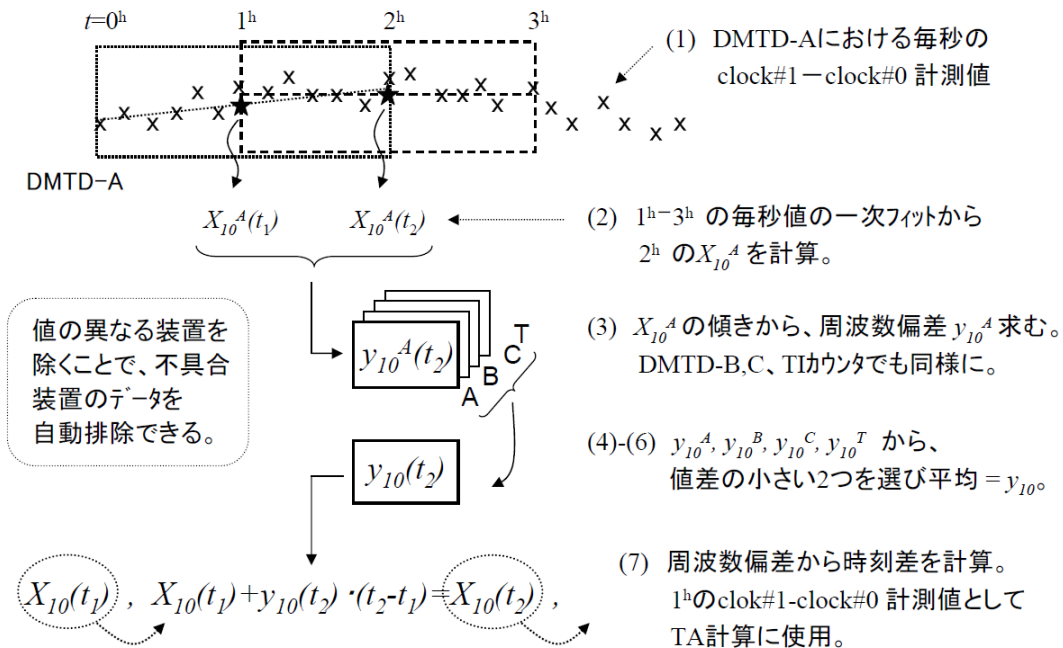 t=0ʰ 1ʰ 2ʰ 3ʰ
(1) DMTD-Aにおける毎秒の
clock#1－clock#0 計測値
DMTD-A
X₁₀ᴬ(t₁) X₁₀ᴬ(t₂)
(2) 1ʰ⁻3ʰ の毎秒値の一次フィットから
2ʰ のX₁₀ᴬ を計算。
値の異なる装置を
除くことで、不具合
装置のデータを
自動排除できる。
y₁₀ᴬ(t₂)
A B C T
(3) X₁₀ᴬ の傾きから、周波数偏差 y₁₀ᴬ 求む。
DMTD-B,C、TIカウンタでも同様に。
y₁₀(t₂)
(4)-(6) y₁₀ᴬ, y₁₀ᴮ, y₁₀ᶜ, y₁₀ᵀ から、
値差の小さい2つを選び平均 = y₁₀。
X₁₀(t₁) , X₁₀(t₁)+y₁₀(t₂)・(t₂-t₁)=X₁₀(t₂) ,
(7) 周波数偏差から時刻差を計算。
1ʰのclok#1-clock#0 計測値として
TA計算に使用。